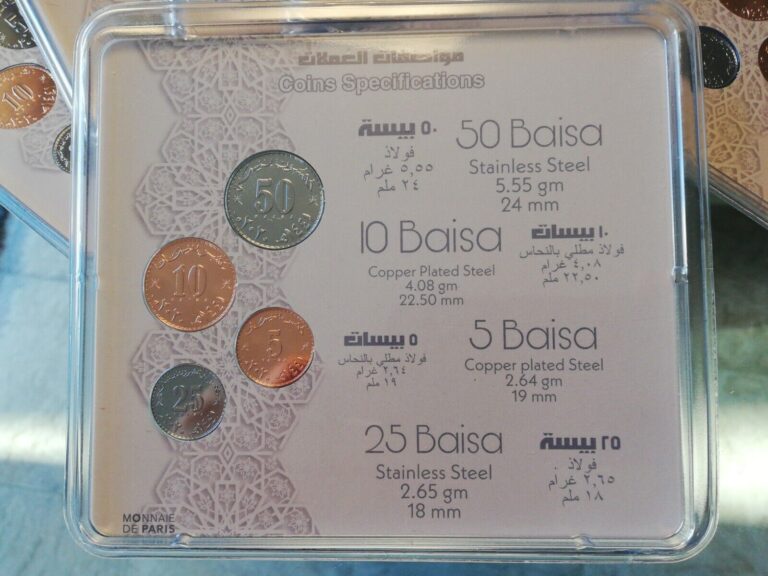 مواصفات العملات
Coins Specifications
٥٠ بيسة
فولاذ
٥,٥٥ غرام
٢٤ ملم
50 Baisa
Stainless Steel
5.55 gm
24 mm
10 Baisa
Copper Plated Steel
4.08 gm
22.50 mm
١٠ بيسات
فولاذ مطلي بالنحاس
٤,٠٨ غرام
٢٢,٥٠ ملم
٥ بيسات
فولاذ مطلي بالنحاس
٢,٦٤ غرام
١٩ ملم
5 Baisa
Copper plated Steel
2.64 gm
19 mm
25 Baisa
Stainless Steel
2.65 gm
18 mm
٢٥ بيسة
فولاذ
٢,٦٥ غرام
١٨ ملم
50
10
5
25
MONNAIE
DE PARIS
10